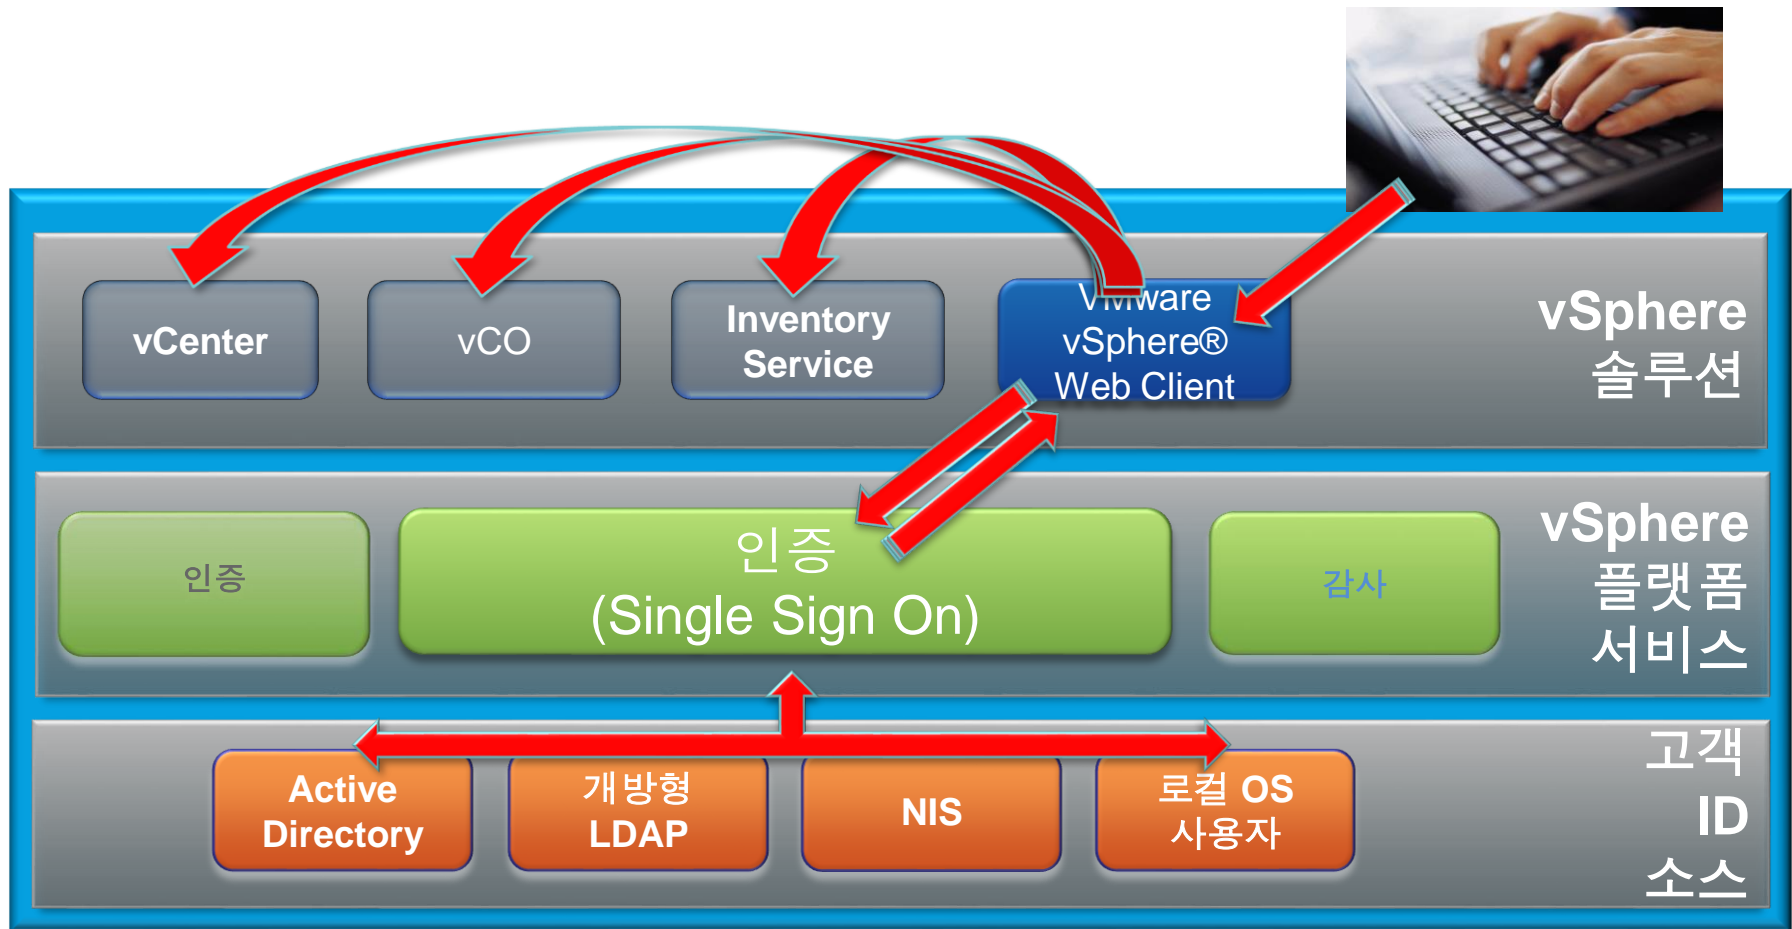 vCenter
vCO
Inventory
Service
VMware
vSphere®
Web Client
vSphere
솔루션
인증
인증
(Single Sign On)
감사
vSphere
플랫폼
서비스
Active
Directory
개방형
LDAP
NIS
로컬 OS
사용자
고객
ID
소스